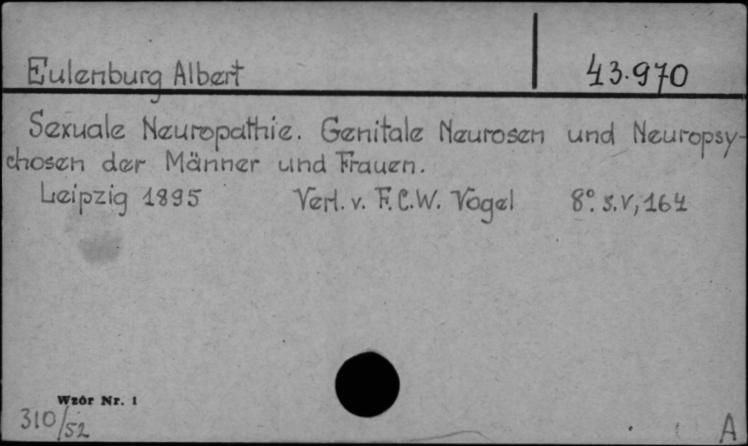 Eulenburg Albert
43.970
Sexuale Neuropathie. Genitale Neurosen und Neuropsy-
chosen der Männer und Frauen.
Leipzig 1895 Verl. v. F.C.W. Vogel 8° s.V, 164
Wzór Nr. 1
310/52
A